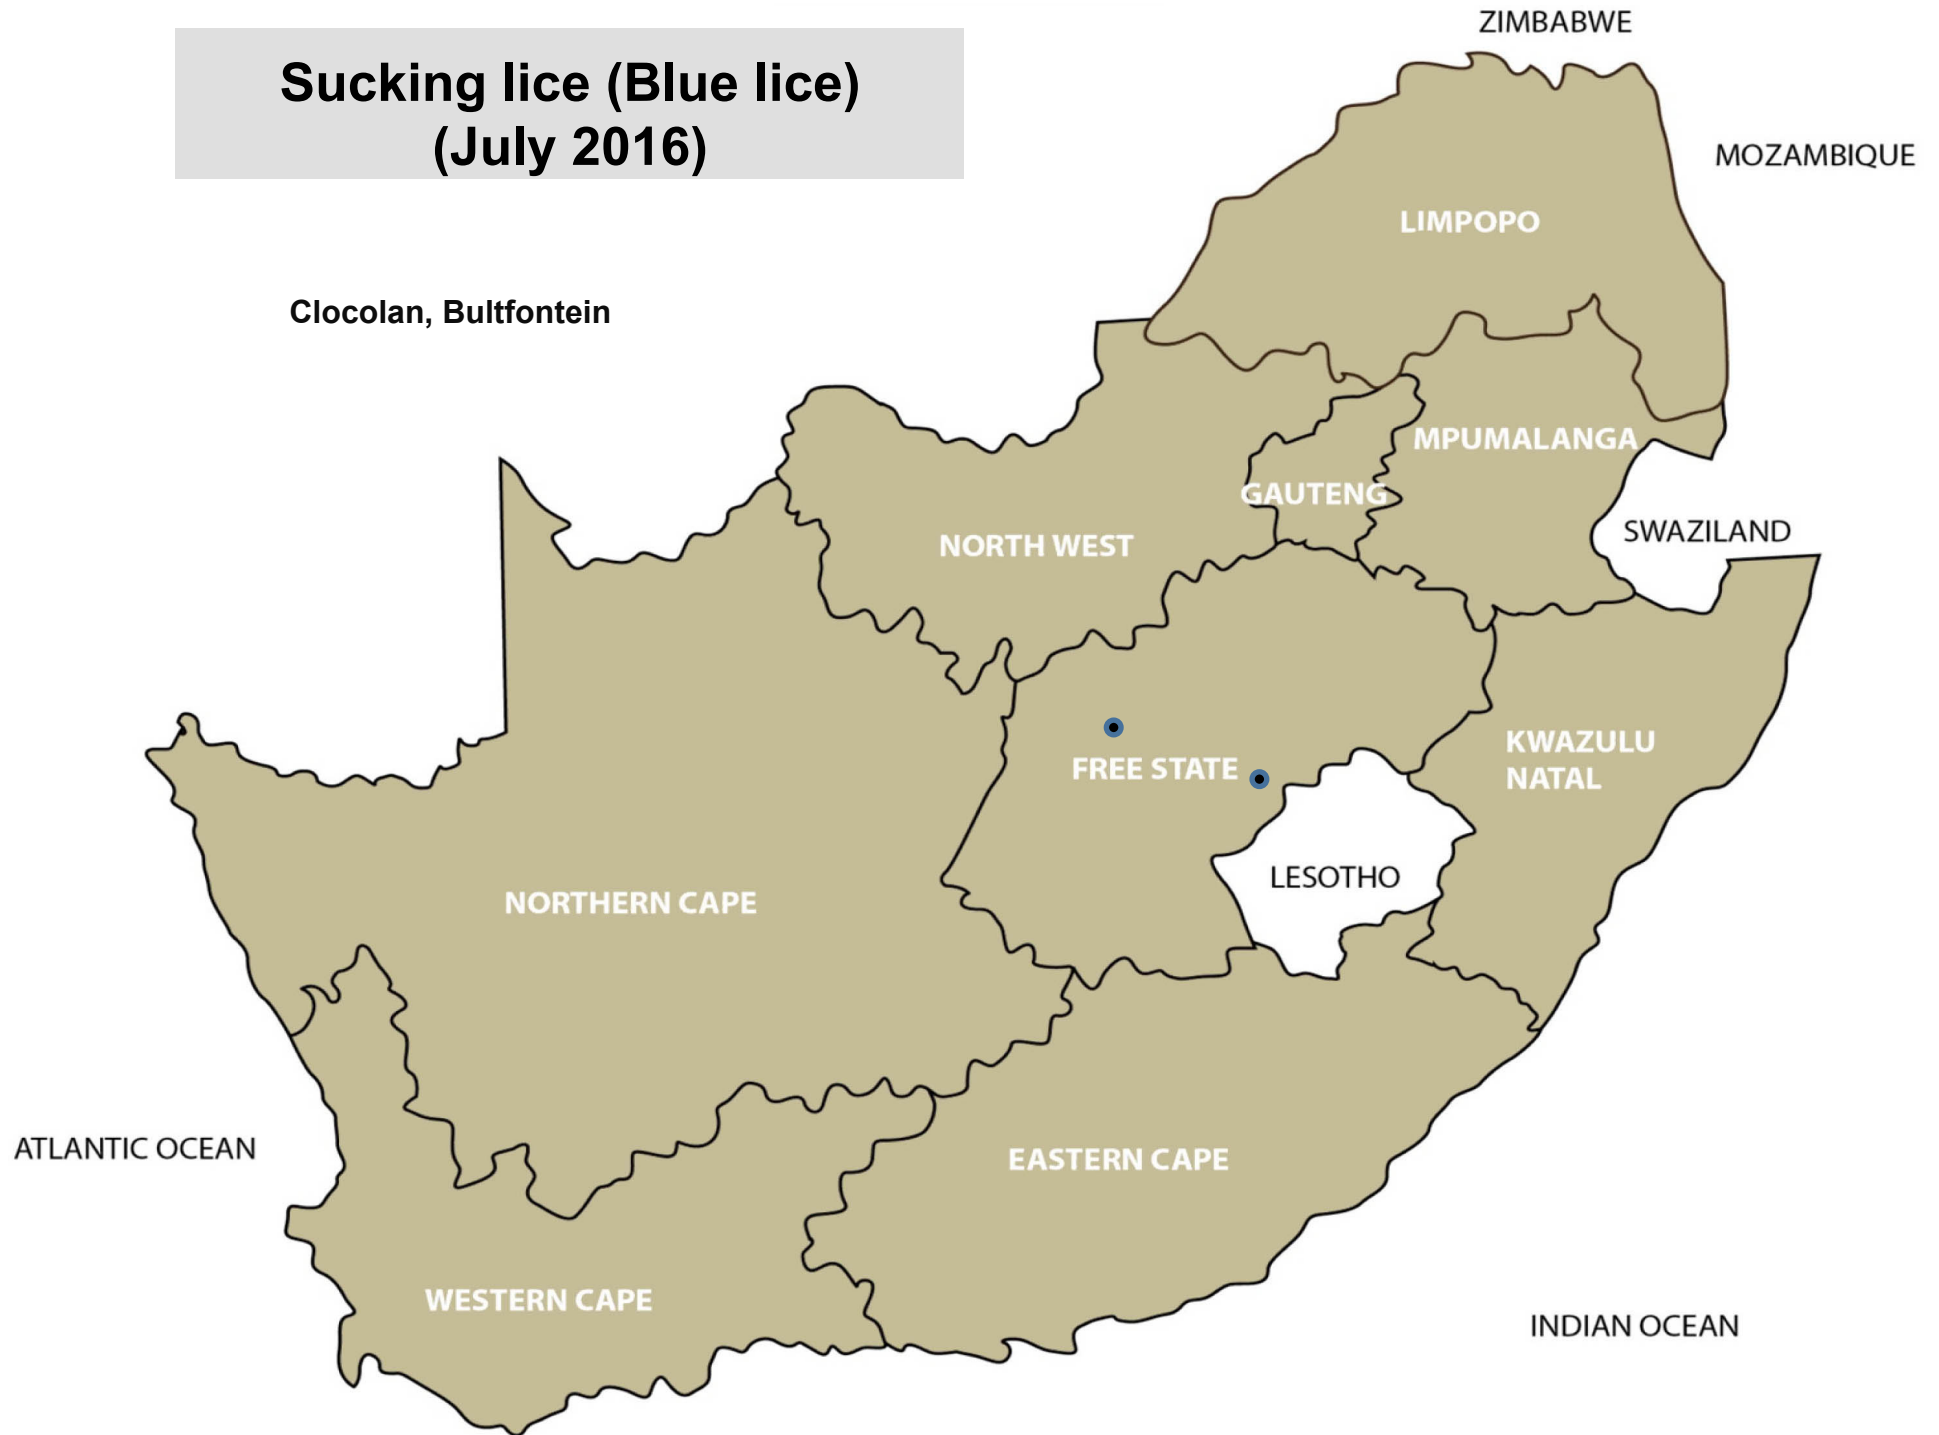 Sucking lice (Blue lice)
(July 2016)
ZIMBABWE
MOZAMBIQUE
LIMPOPO
Clocolan, Bultfontein
MPUMALANGA
GAUTENG
SWAZILAND
NORTH WEST
KWAZULU
NATAL
FREE STATE
LESOTHO
NORTHERN CAPE
ATLANTIC OCEAN
EASTERN CAPE
WESTERN CAPE
INDIAN OCEAN